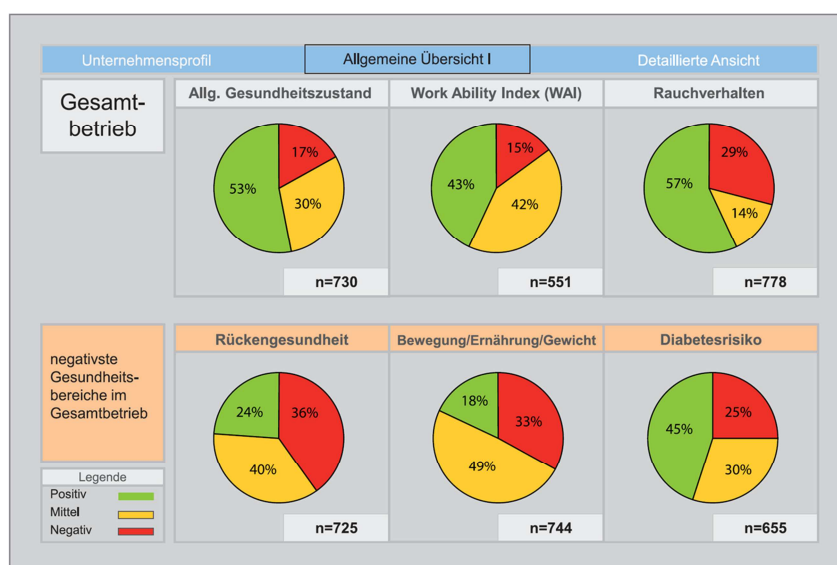 Unternehmensprofil
Allgemeine Übersicht I
Detaillierte Ansicht
Gesamt-
betrieb
Allg. Gesundheitszustand
Work Ability Index (WAI)
Rauchverhalten
17%
30%
53%
15%
42%
43%
29%
14%
57%
n=730
n=551
n=778
negativste
Gesundheits-
bereiche im
Gesamtbetrieb
Rückengesundheit
Bewegung/Ernährung/Gewicht
Diabetesrisiko
36%
40%
24%
33%
49%
18%
25%
30%
45%
n=725
n=744
n=655
Legende
Positiv
Mittel
Negativ